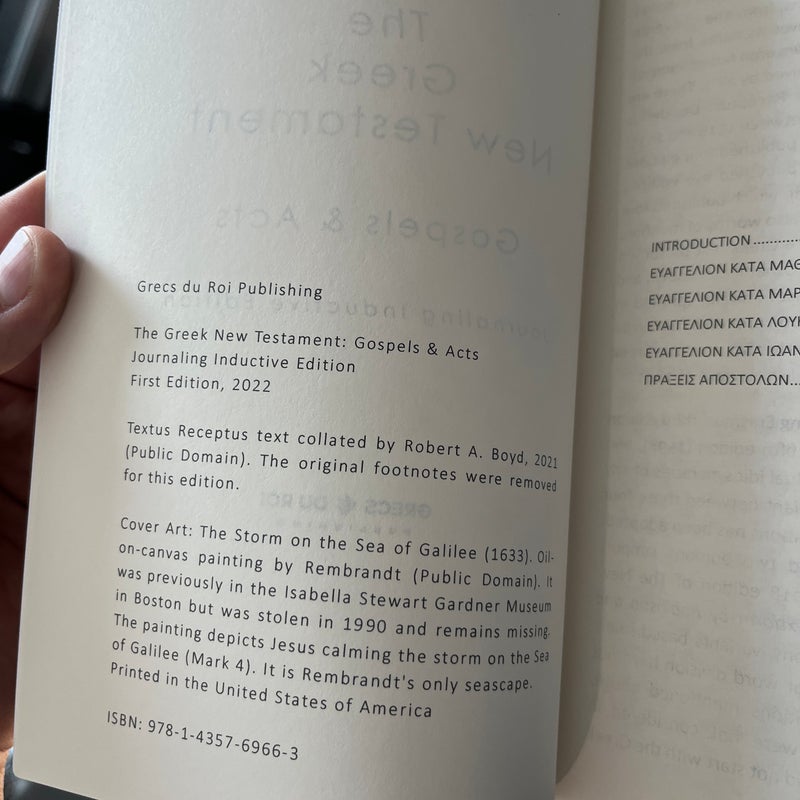 Grecs du Roi Publishing
The Greek New Testament: Gospels & Acts
Journaling Inductive Edition
First Edition, 2022
Textus Receptus text collated by Robert A. Boyd, 2021
(Public Domain). The original footnotes were removed
for this edition.
Cover Art: The Storm on the Sea of Galilee (1633). Oil-
on-canvas painting by Rembrandt (Public Domain). It
was previously in the Isabella Stewart Gardner Museum
in Boston but was stolen in 1990 and remains missing.
The painting depicts Jesus calming the storm on the Sea
of Galilee (Mark 4). It is Rembrandt's only seascape.
Printed in the United States of America
ISBN: 978-1-4357-6966-3
INTRODUCTION
ΕΥΑΓΓΕΛΙΟΝ ΚΑΤΑ ΜΑΘ
ΕΥΑΓΓΕΛΙΟΝ ΚΑΤΑ ΜΑΡ
ΕΥΑΓΓΕΛΙΟΝ ΚΑΤΑ ΛΟΥΚ
ΕΥΑΓΓΕΛΙΟΝ ΚΑΤΑ ΙΩΑΝ
ΠΡΑΞΕΙΣ ΑΠΟΣΤΟΛΩΝ